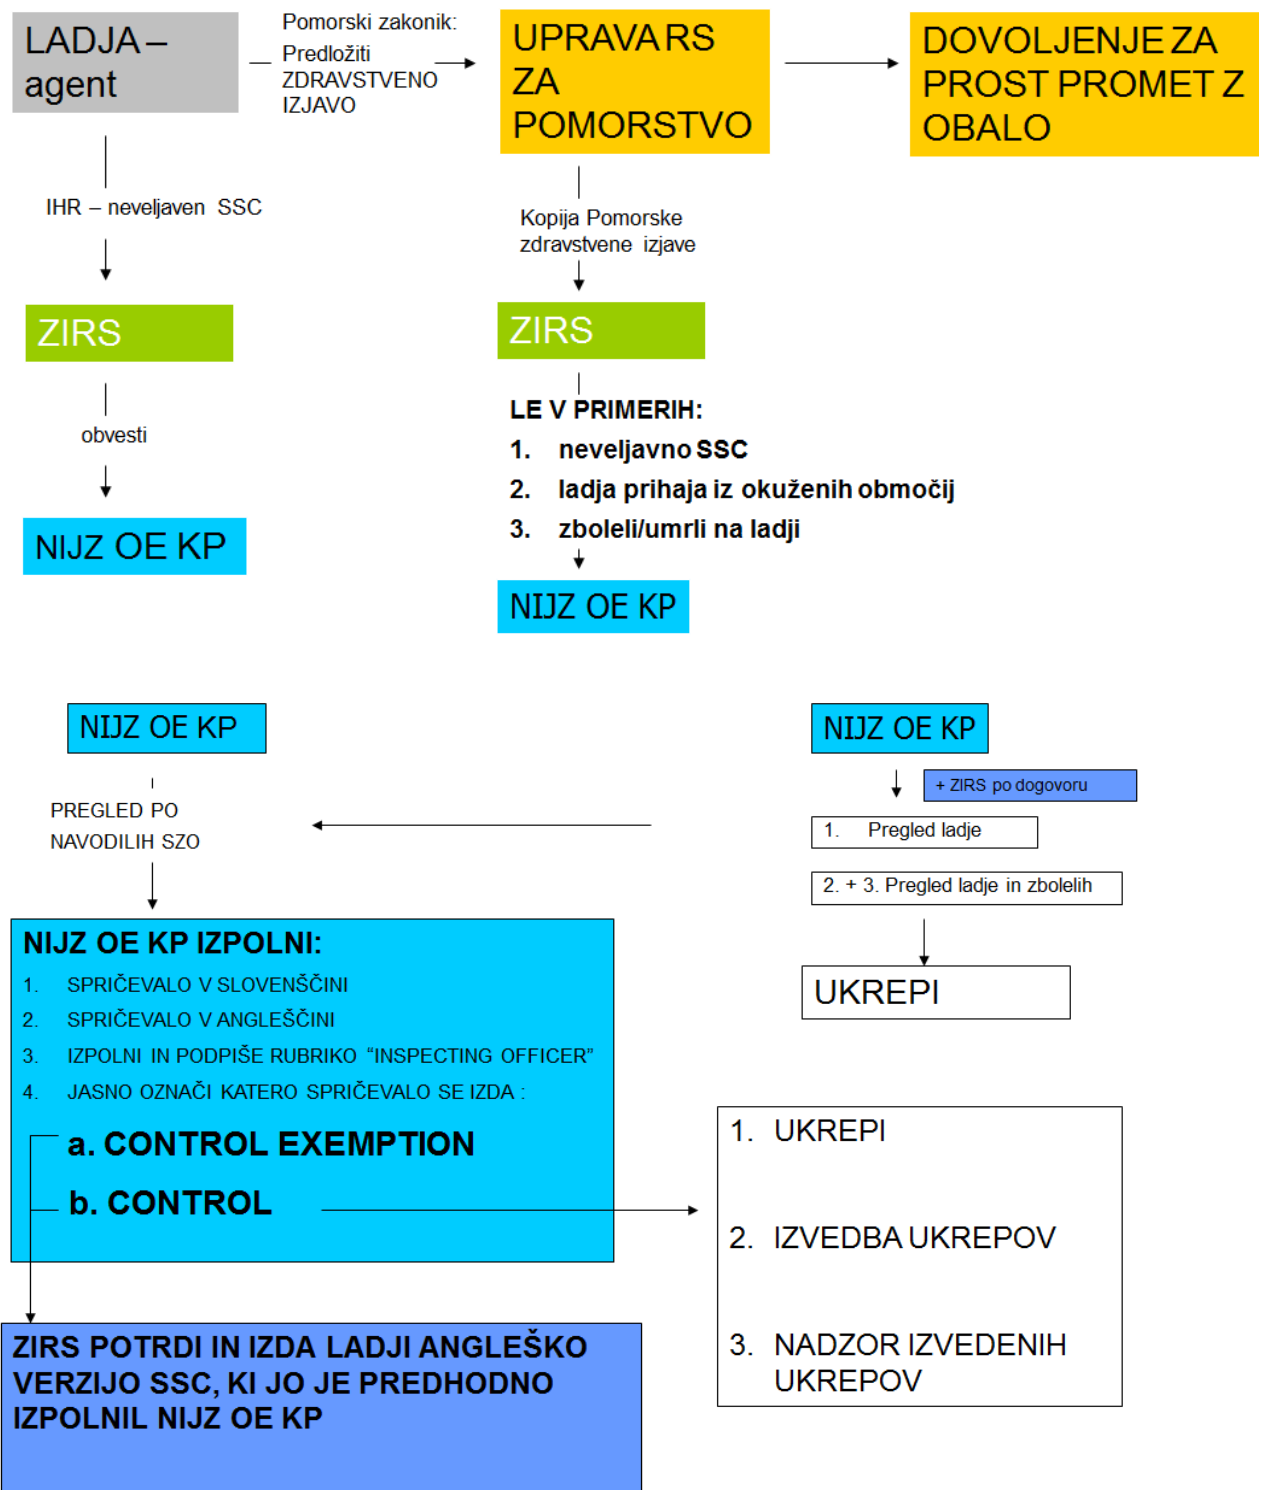 LADJA –
agent
Pomorski zakonik:
Predložiti
ZDRAVSTVENO
IZJAVO
UPRAVA RS
ZA
POMORSTVO
DOVOLJENJE ZA
PROST PROMET Z
OBALO
IHR – neveljaven SSC
Kopija Pomorske
zdravstvene izjave
ZIRS
ZIRS
obvesti
LE V PRIMERIH:
1. neveljavno SSC
2. ladja prihaja iz okuženih območij
3. zboleli/umrli na ladji
NIJZ OE KP
NIJZ OE KP
NIJZ OE KP
PREGLED PO
NAVODILIH SZO
NIJZ OE KP
+ ZIRS po dogovoru
1. Pregled ladje
2. + 3. Pregled ladje in zbolelih
UKREPI
NIJZ OE KP IZPOLNI:
1. SPRIČEVALO V SLOVENŠČINI
2. SPRIČEVALO V ANGLEŠČINI
3. IZPOLNI IN PODPIŠE RUBRIKO “INSPECTING OFFICER”
4. JASNO OZNAČI KATERO SPRIČEVALO SE IZDA :
a. CONTROL EXEMPTION
b. CONTROL
1. UKREPI
2. IZVEDBA UKREPOV
3. NADZOR IZVEDENIH
UKREPOV
ZIRS POTRDI IN IZDA LADJI ANGLEŠKO
VERZIJO SSC, KI JO JE PREDHODNO
IZPOLNIL NIJZ OE KP